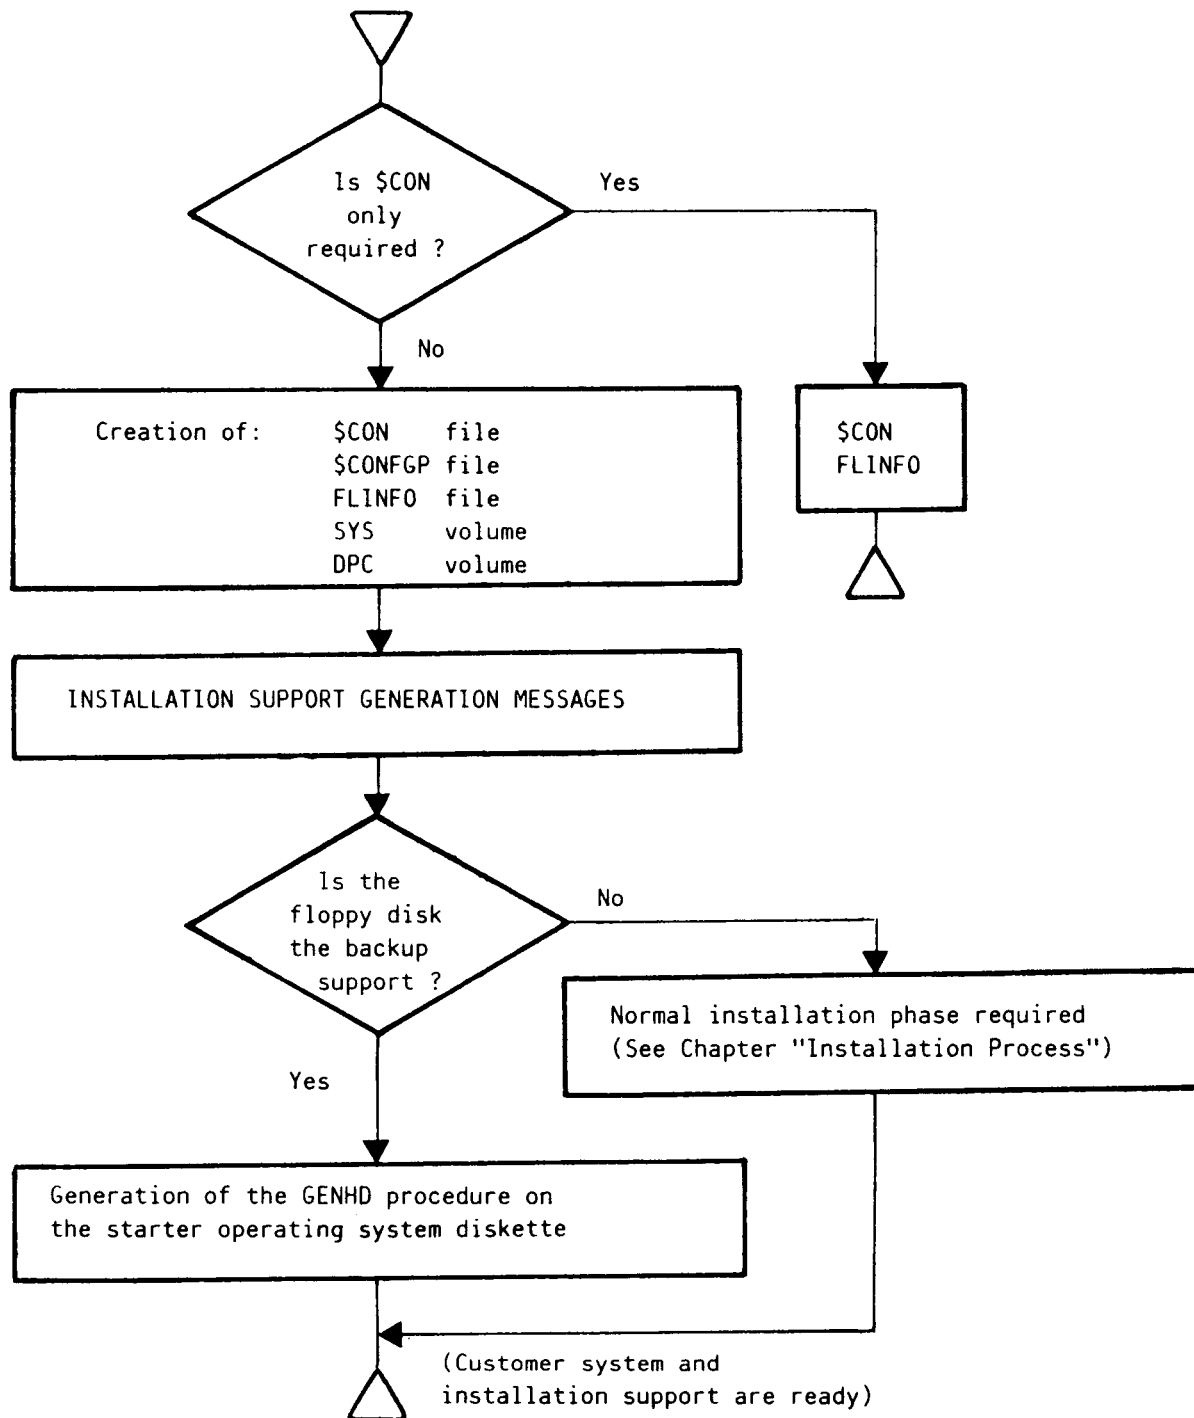 Is $CON
only
required ?
Yes
No
Creation of: $CON file
$CONFGP file
FLINFO file
SYS volume
DPC volume
$CON
FLINFO
INSTALLATION SUPPORT GENERATION MESSAGES
Is the
floppy disk
the backup
support ?
No
Yes
Normal installation phase required
(See Chapter "Installation Process")
Generation of the GENHD procedure on
the starter operating system diskette
(Customer system and
installation support are ready)